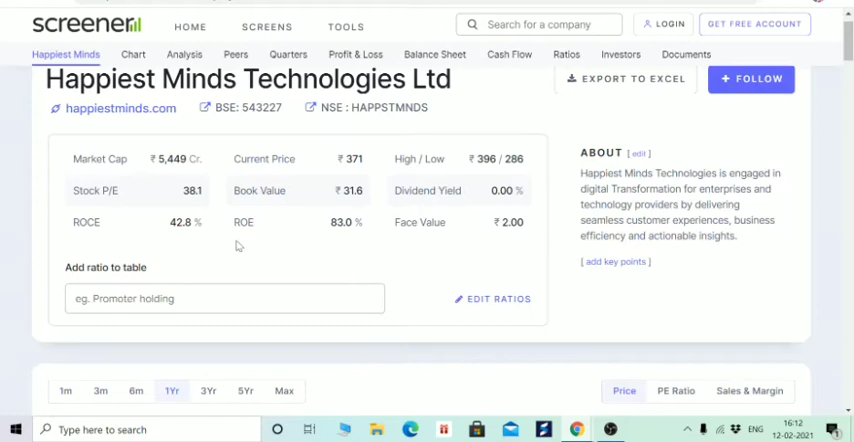 screener
HOME SCREENS TOOLS
Search for a company
LOGIN
GET FREE ACCOUNT
Happiest Minds Chart Analysis Peers Quarters Profit & Loss Balance Sheet Cash Flow Ratios Investors Documents
Happiest Minds Technologies Ltd
EXPORT TO EXCEL
+ FOLLOW
happiestminds.com BSE: 543227 NSE : HAPPSTMNDS
Market Cap ₹ 5,449 Cr. Current Price ₹ 371 High / Low ₹ 396 / 286
Stock P/E 38.1 Book Value ₹ 31.6 Dividend Yield 0.00 %
ROCE 42.8 % ROE 83.0 % Face Value ₹ 2.00
Add ratio to table
eg. Promoter holding
EDIT RATIOS
ABOUT [ edit ]
Happiest Minds Technologies is engaged in
digital Transformation for enterprises and
technology providers by delivering
seamless customer experiences, business
efficiency and actionable insights.
[ add key points ]
1m 3m 6m 1Yr 3Yr 5Yr Max
Price PE Ratio Sales & Margin
Type here to search
ENG
16:12
12-02-2021